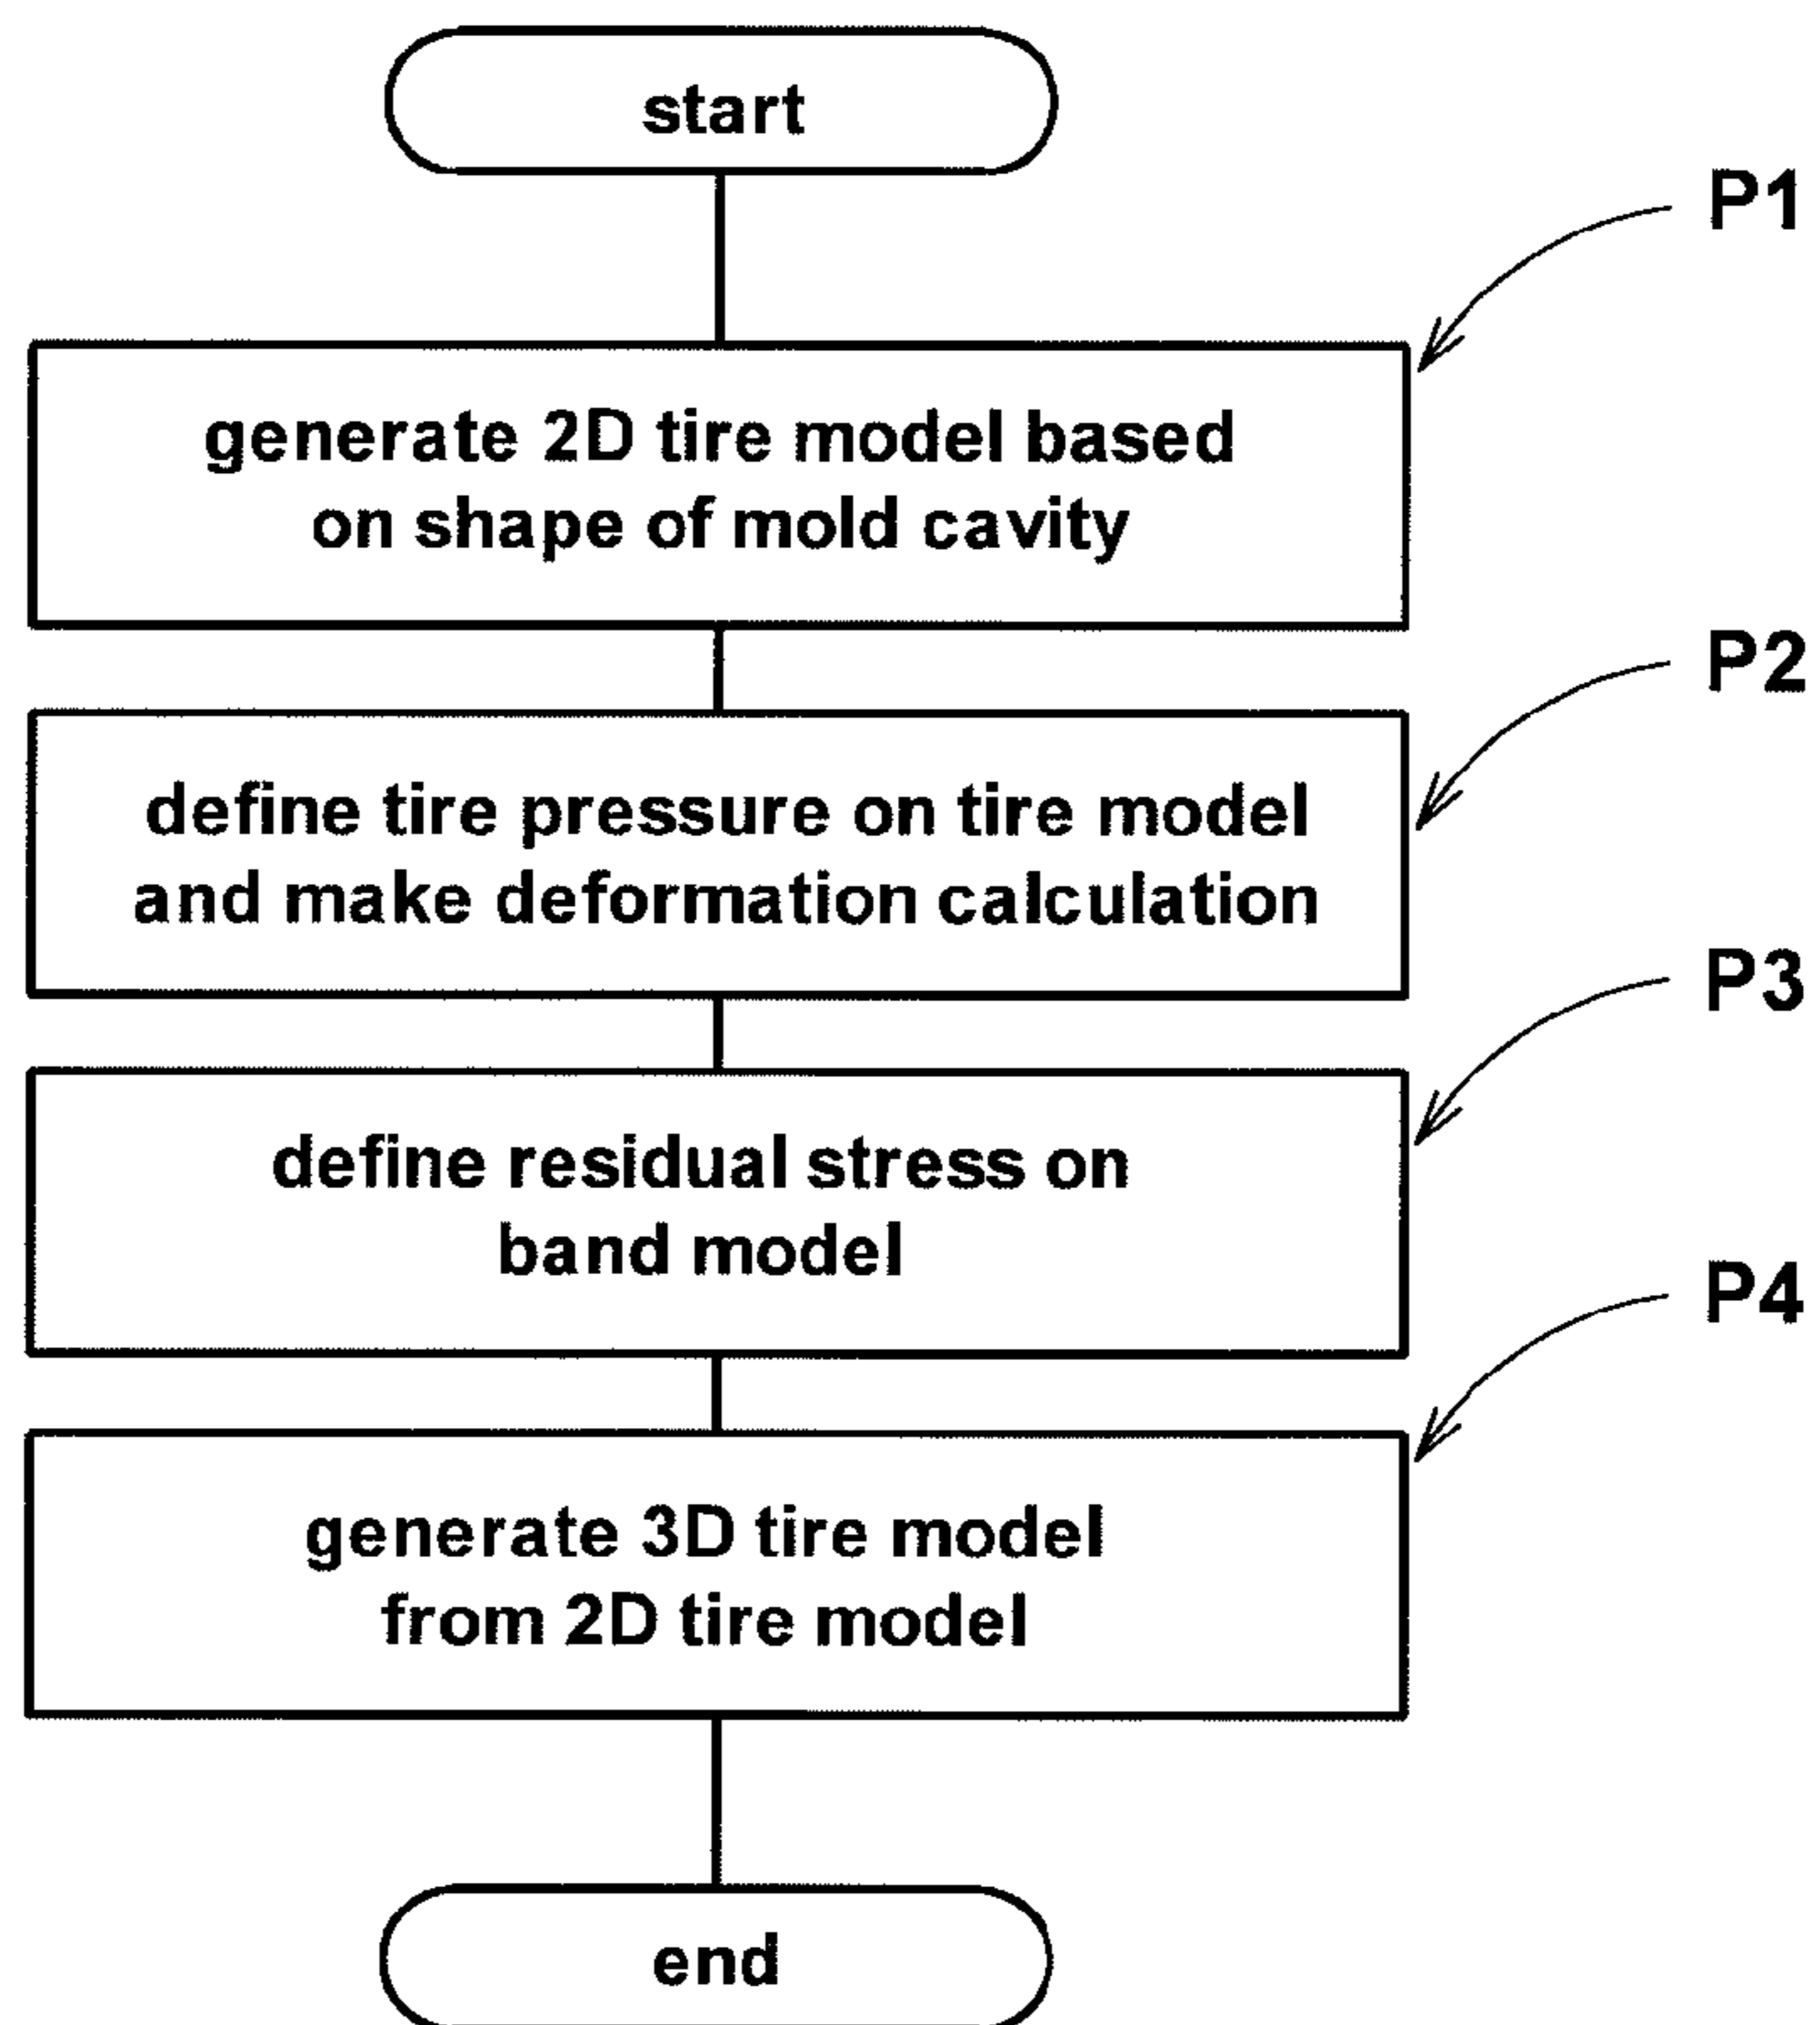 start
P1
generate 2D tire model based
on shape of mold cavity
P2
define tire pressure on tire model
and make deformation calculation
P3
define residual stress on
band model
P4
generate 3D tire model
from 2D tire model
end